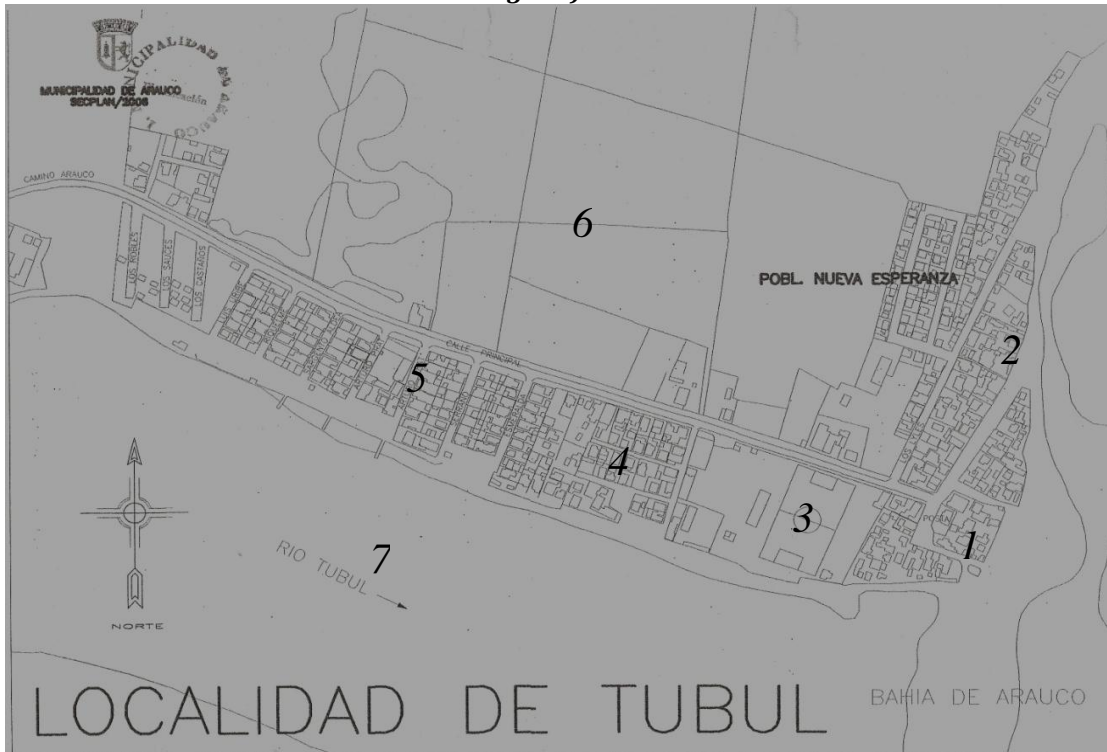 MUNICIPALIDAD DE ARAUCO
SECPLAN/2006
CAMINO ARAUCO
LOS ROBLES
LOS SAUCES
LOS CASTAÑOS
6
POBL. NUEVA ESPERANZA
CALLE PRINCIPAL
2
5
4
3
1
RIO TUBUL
7
NORTE
LOCALIDAD DE TUBUL
BAHIA DE ARAUCO